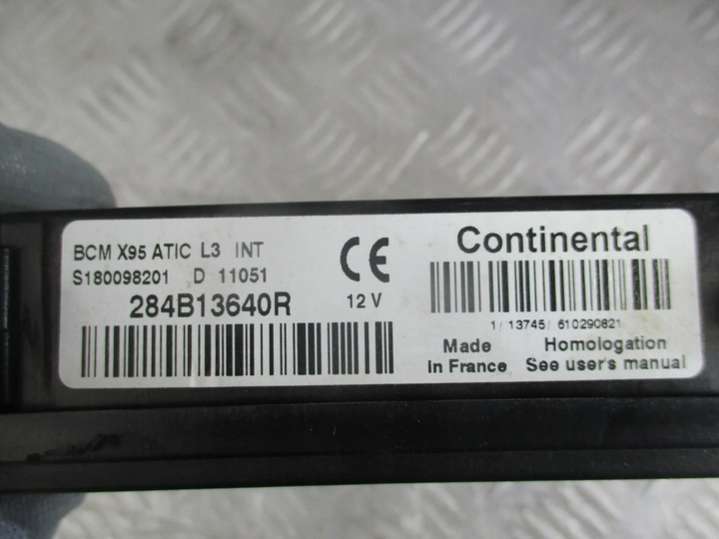 BCM X95 ATIC L3 INT
S180098201 D 11051
284B13640R
12 V
CE
Continental
1/ 13745/ 610290821
Made
in France
Homologation
See user's manual